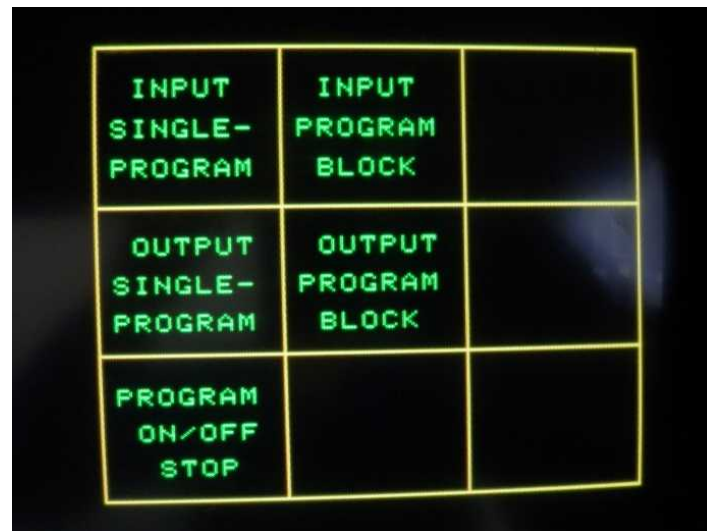 INPUT
SINGLE-
PROGRAM
INPUT
PROGRAM
BLOCK
OUTPUT
SINGLE-
PROGRAM
OUTPUT
PROGRAM
BLOCK
PROGRAM
ON/OFF
STOP